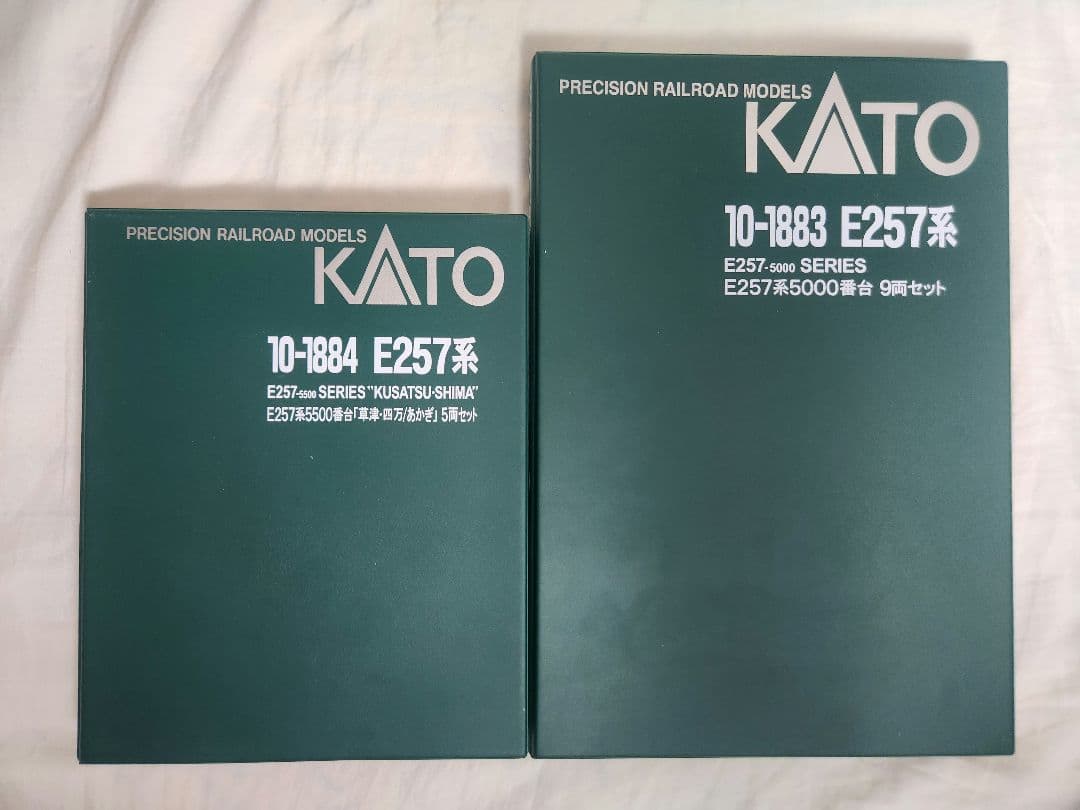 PRECISION RAILROAD MODELS
KATO
10-1884 E257系
E257-5500 SERIES "KUSATSU･SHIMA"
E257系5500番台「草津･四万/あかぎ」5両セット
PRECISION RAILROAD MODELS
KATO
10-1883 E257系
E257-5000 SERIES
E257系5000番台 9両セット